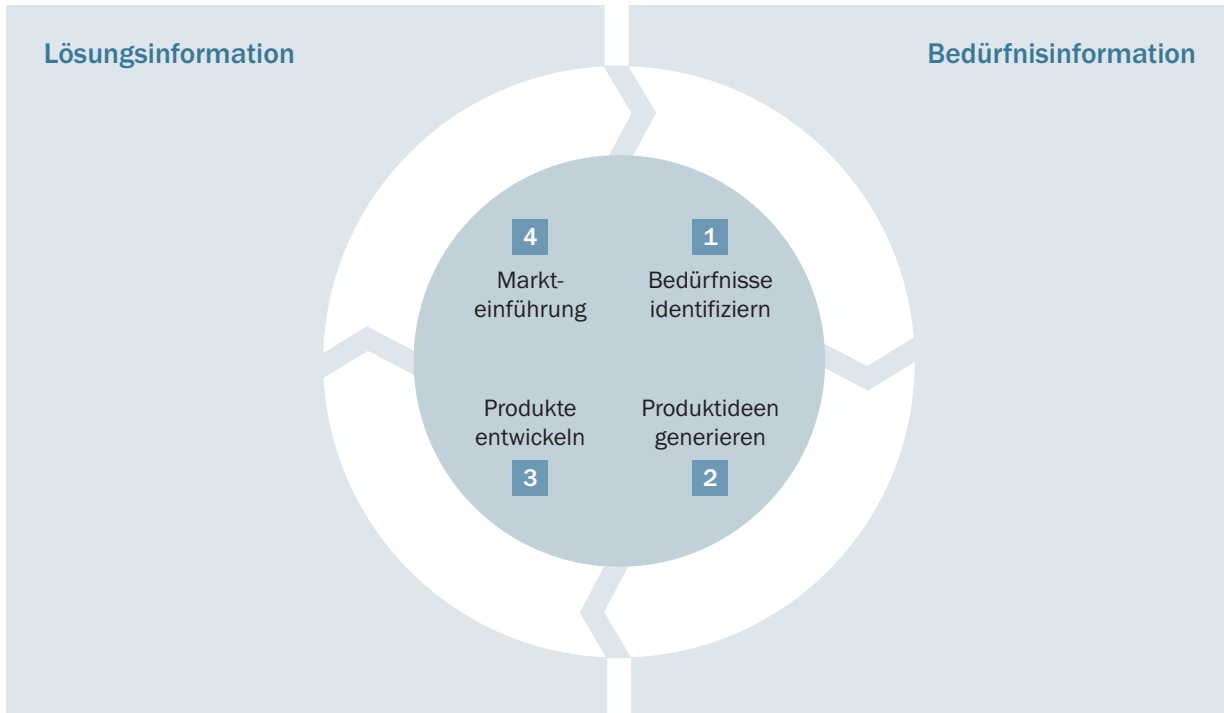 Lösungsinformation
Bedürfnisinformation
4
Markt-
einführung
1
Bedürfnisse
identifiziern
Produkte
entwickeln
3
Produktideen
generieren
2